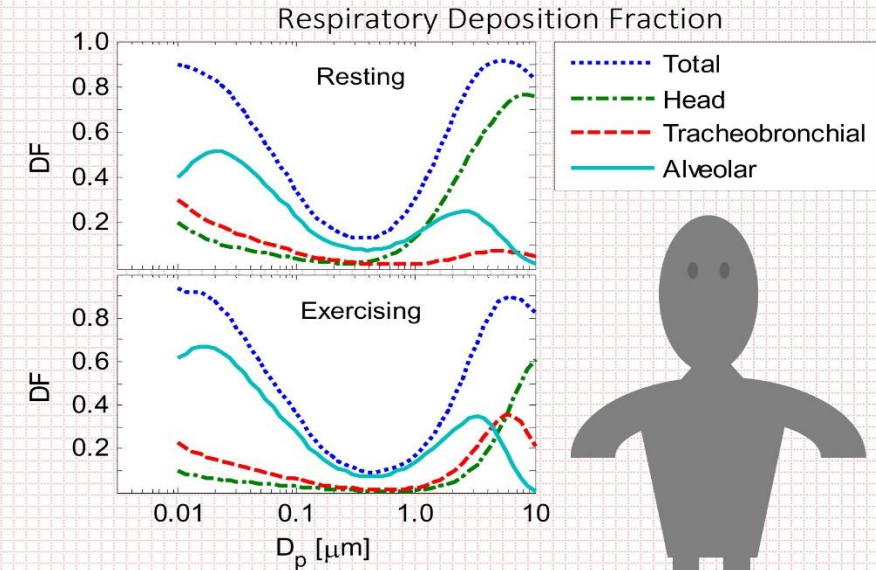 Respiratory Deposition Fraction
1.0
0.8
0.6
0.4
0.2
DF
Resting
Total
Head
Tracheobronchial
Alveolar
0.8
0.6
0.4
0.2
DF
Exercising
0.01 0.1 1.0 10
Dp [μm]